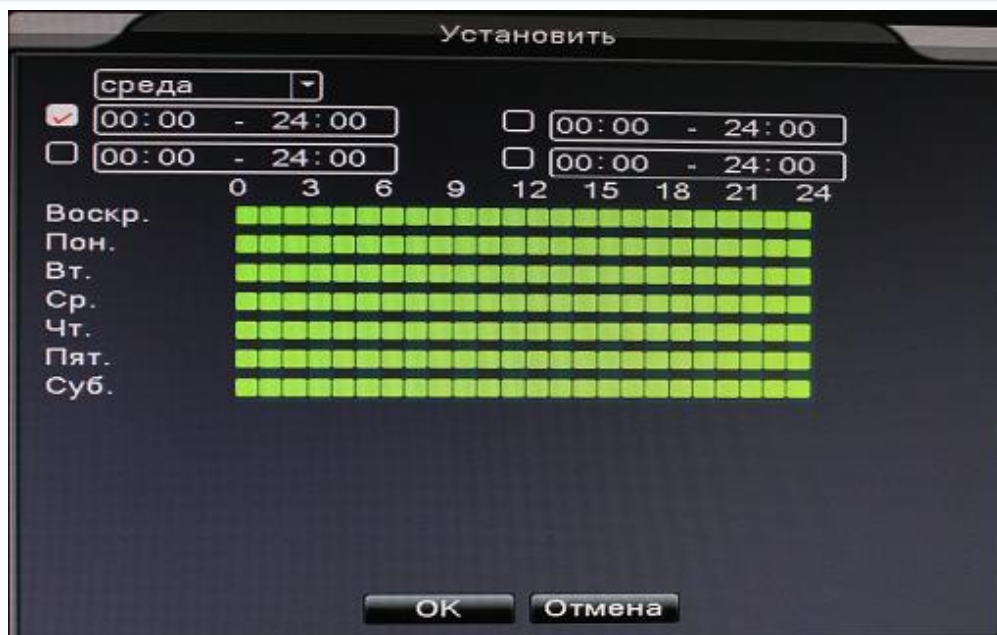 Установить
среда
00:00 - 24:00
00:00 - 24:00
00:00 - 24:00
00:00 - 24:00
0 3 6 9 12 15 18 21 24
Воскр.
Пон.
Вт.
Ср.
Чт.
Пят.
Суб.
OK Отмена